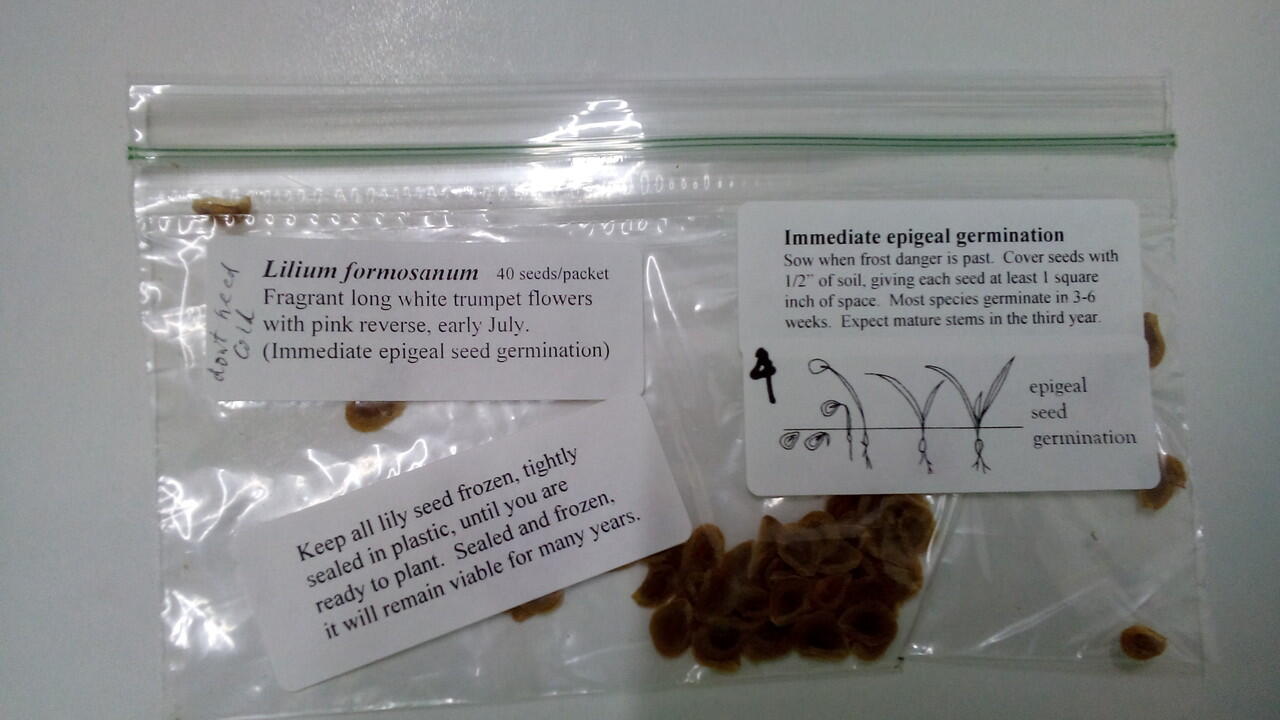 Lilium formosanum 40 seeds/packet
Fragrant long white trumpet flowers
with pink reverse, early July.
(Immediate epigeal seed germination)
dont need
cold
Immediate epigeal germination
Sow when frost danger is past. Cover seeds with
1/2" of soil, giving each seed at least 1 square
inch of space. Most species germinate in 3-6
weeks. Expect mature stems in the third year.
4
epigeal
seed
germination
Keep all lily seed frozen, tightly
sealed in plastic, until you are
ready to plant. Sealed and frozen,
it will remain viable for many years.